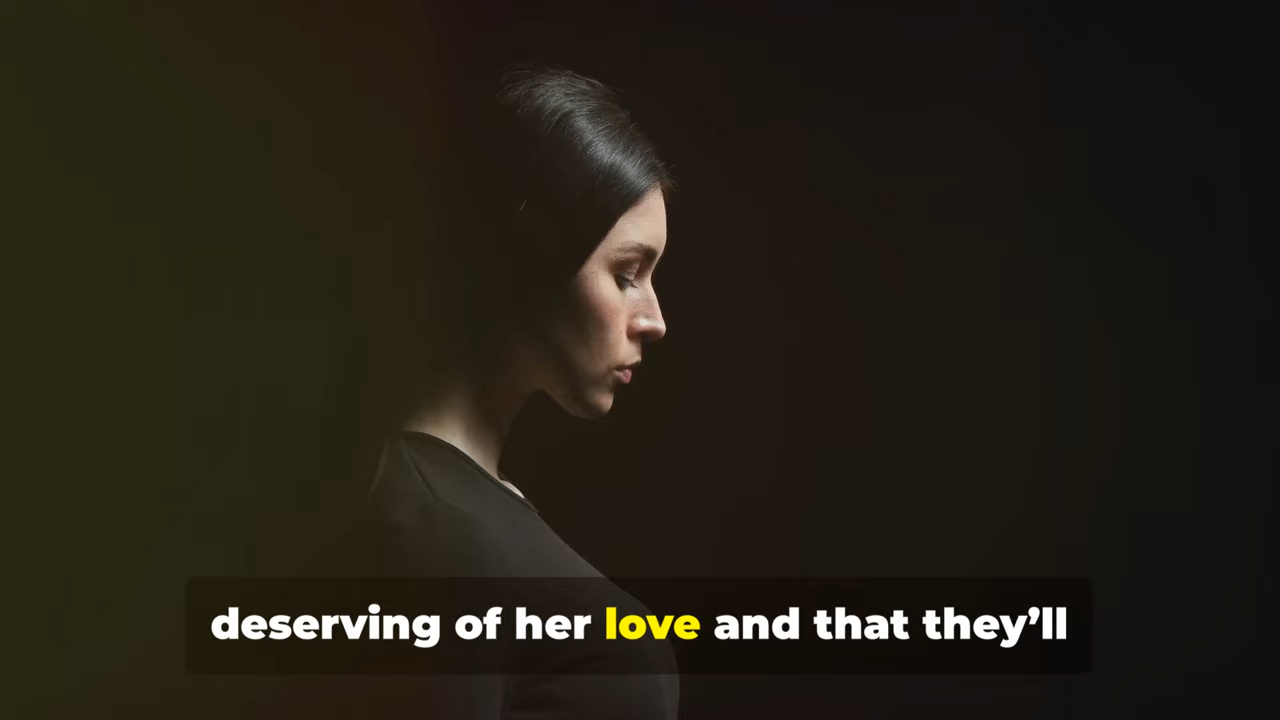 deserving of her love and that they’ll